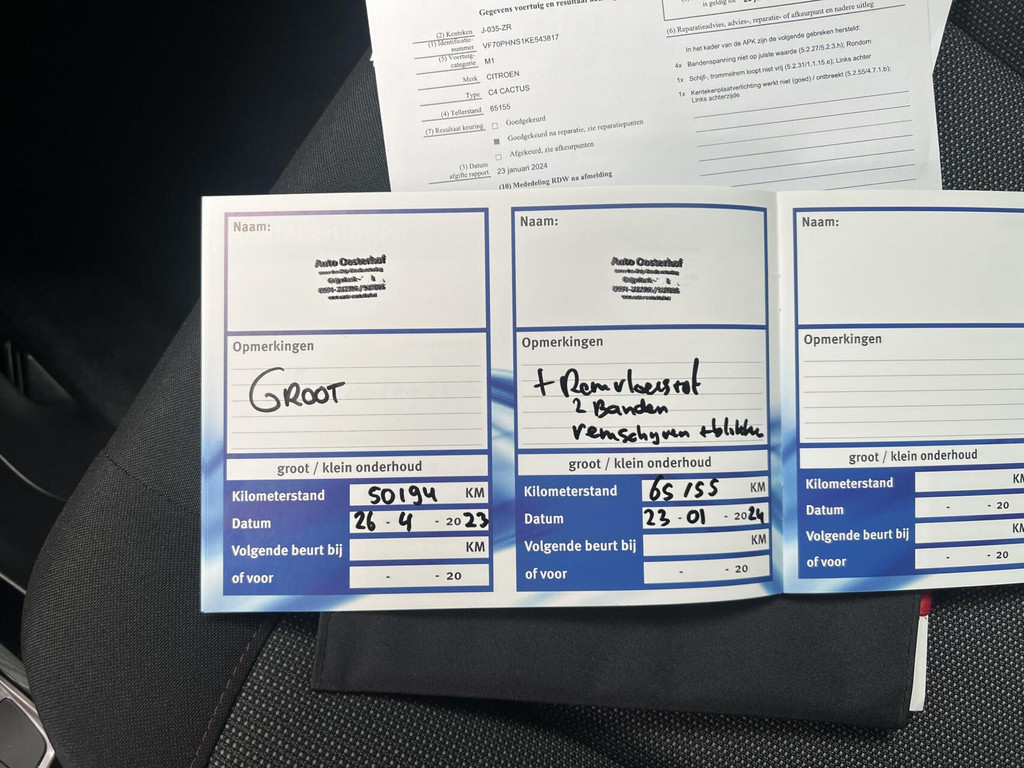 Gegevens voertuig en resultaat
is geldig tot
(2) Kenteken J-035-ZR
(1) Identificatie-
nummer VF70PHNS1KE543817
(5) Voertuig-
categorie M1
Merk CITROEN
Type C4 CACTUS
(4) Tellerstand 65155
(7) Resultaat keuring Goedgekeurd
Goedgekeurd na reparatie, zie reparatiepunten
Afgekeurd, zie afkeurpunten
(3) Datum
afgifte rapport 23 januari 2024
(10) Mededeling RDW na afmelding
(6) Reparatieadvies, advies-, reparatie- of afkeurpunt en nadere uitleg
In het kader van de APK zijn de volgende gebreken hersteld:
4x Bandenspanning niet op juiste waarde (5.2.27/5.2.3.h); Rondom
1x Schijf-, trommelrem loopt niet vrij (5.2.31/1.1.15.e); Links achter
1x Kentekenplaatverlichting werkt niet (goed) / ontbreekt (5.2.55/4.7.1.b);
Links achterzijde
Naam:
Auto Oosterhof
Opmerkingen
GROOT
groot / klein onderhoud
Kilometerstand 50194 KM
Datum 26 - 4 - 2023
Volgende beurt bij KM
of voor - - 20
Naam:
Auto Oosterhof
Opmerkingen
+ Remvloeistof
2 Banden
remschyven + blokken
groot / klein onderhoud
Kilometerstand 65155 KM
Datum 23 - 01 - 2024
Volgende beurt bij KM
of voor - - 20
Naam:
Opmerkingen
groot / klein onderhoud
Kilometerstand KM
Datum - - 20
Volgende beurt bij KM
of voor - - 20